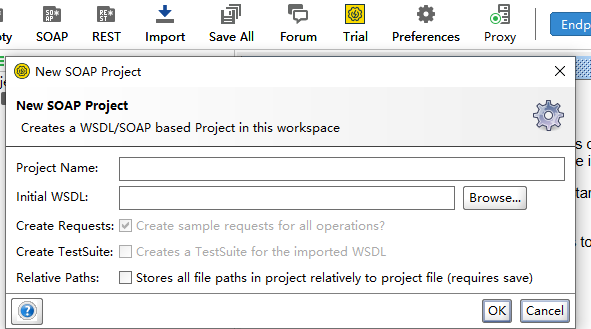 SOAP REST Import Save All Forum Trial Preferences Proxy Endp
New SOAP Project
New SOAP Project
Creates a WSDL/SOAP based Project in this workspace
Project Name:
Initial WSDL: Browse...
Create Requests: Create sample requests for all operations?
Create TestSuite: Creates a TestSuite for the imported WSDL
Relative Paths: Stores all file paths in project relatively to project file (requires save)
OK Cancel